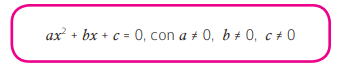 ax² + bx + c = 0, con a ≠ 0, b ≠ 0, c ≠ 0